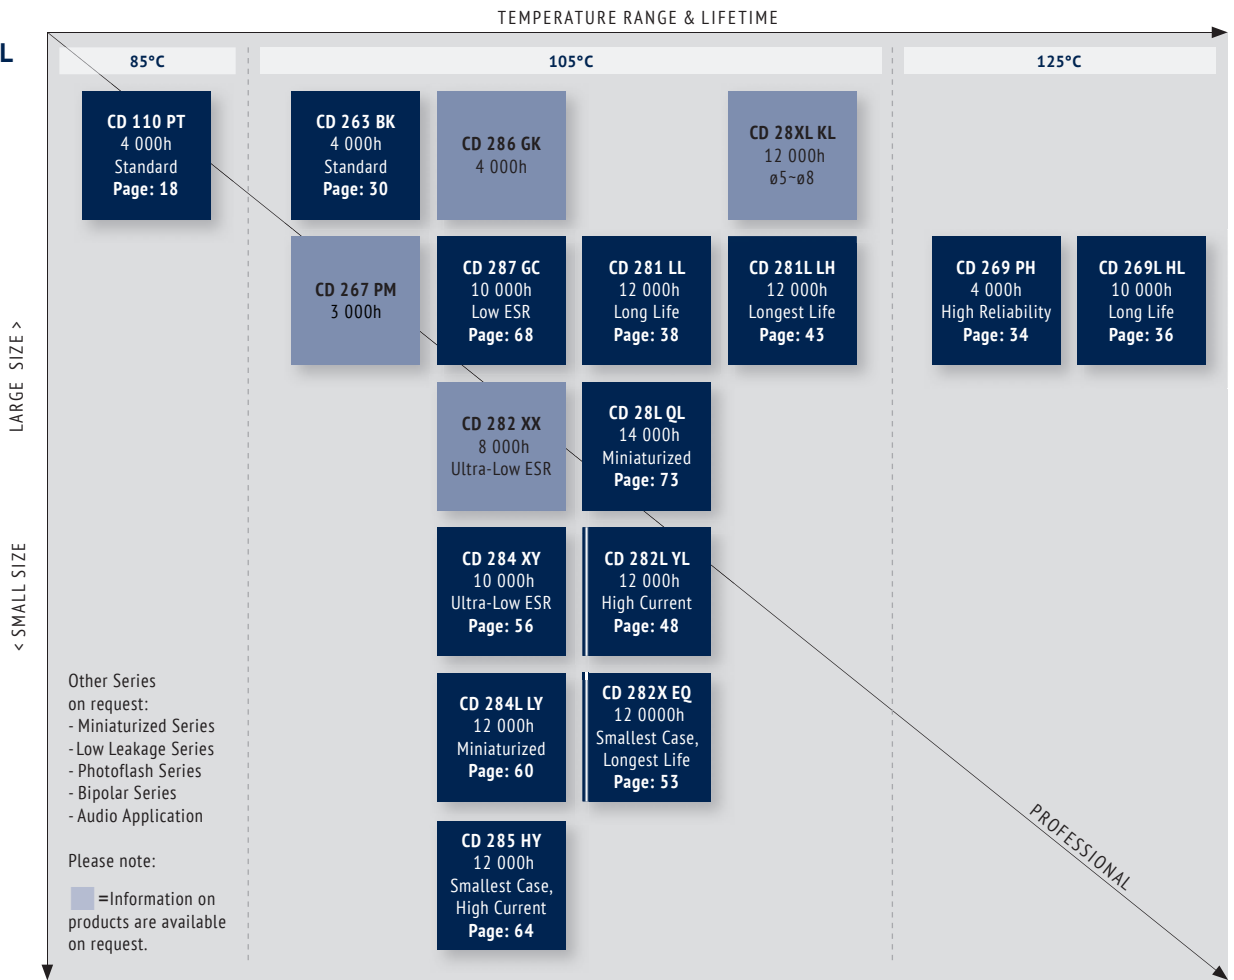 TEMPERATURE RANGE & LIFETIME
L
85°C
105°C
125°C
CD 110 PT
4 000h
Standard
Page: 18
CD 263 BK
4 000h
Standard
Page: 30
CD 286 GK
4 000h
CD 28XL KL
12 000h
ø5~ø8
CD 267 PM
3 000h
CD 287 GC
10 000h
Low ESR
Page: 68
CD 281 LL
12 000h
Long Life
Page: 38
CD 281L LH
12 000h
Longest Life
Page: 43
CD 269 PH
4 000h
High Reliability
Page: 34
CD 269L HL
10 000h
Long Life
Page: 36
LARGE SIZE >
CD 282 XX
8 000h
Ultra-Low ESR
CD 28L QL
14 000h
Miniaturized
Page: 73
< SMALL SIZE
CD 284 XY
10 000h
Ultra-Low ESR
Page: 56
CD 282L YL
12 000h
High Current
Page: 48
CD 284L LY
12 000h
Miniaturized
Page: 60
CD 282X EQ
12 0000h
Smallest Case,
Longest Life
Page: 53
CD 285 HY
12 000h
Smallest Case,
High Current
Page: 64
PROFESSIONAL
Other Series
on request:
- Miniaturized Series
- Low Leakage Series
- Photoflash Series
- Bipolar Series
- Audio Application
Please note:
=Information on
products are available
on request.